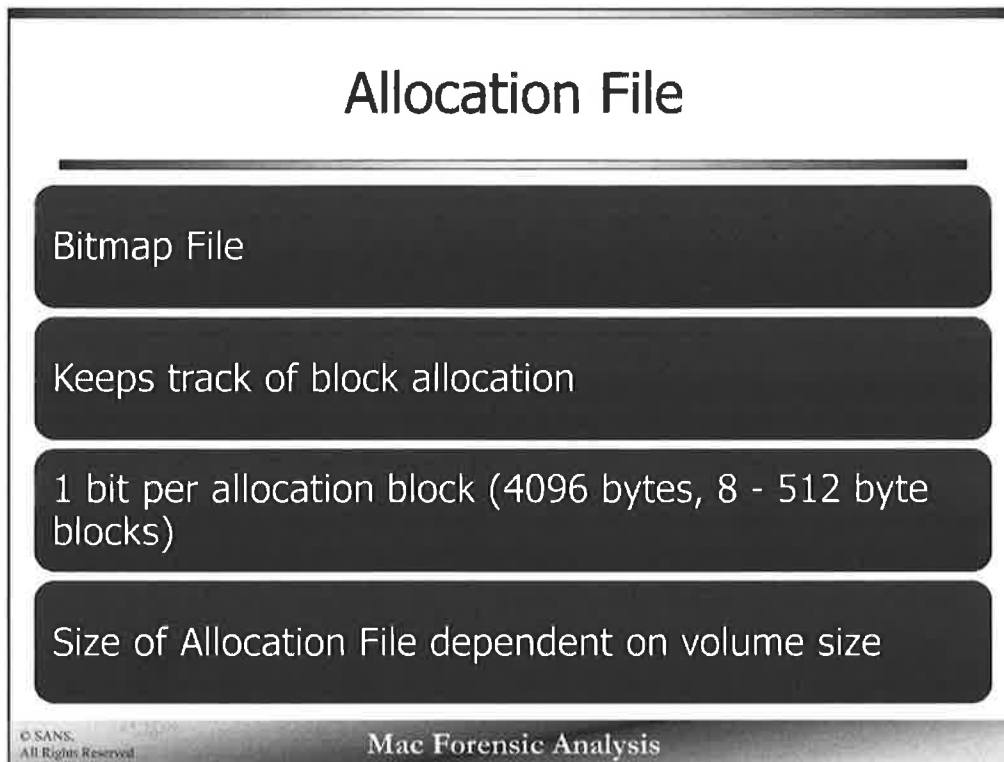 Allocation File
Bitmap File
Keeps track of block allocation
1 bit per allocation block (4096 bytes, 8 - 512 byte
blocks)
Size of Allocation File dependent on volume size
© SANS,
All Rights Reserved
Mac Forensic Analysis